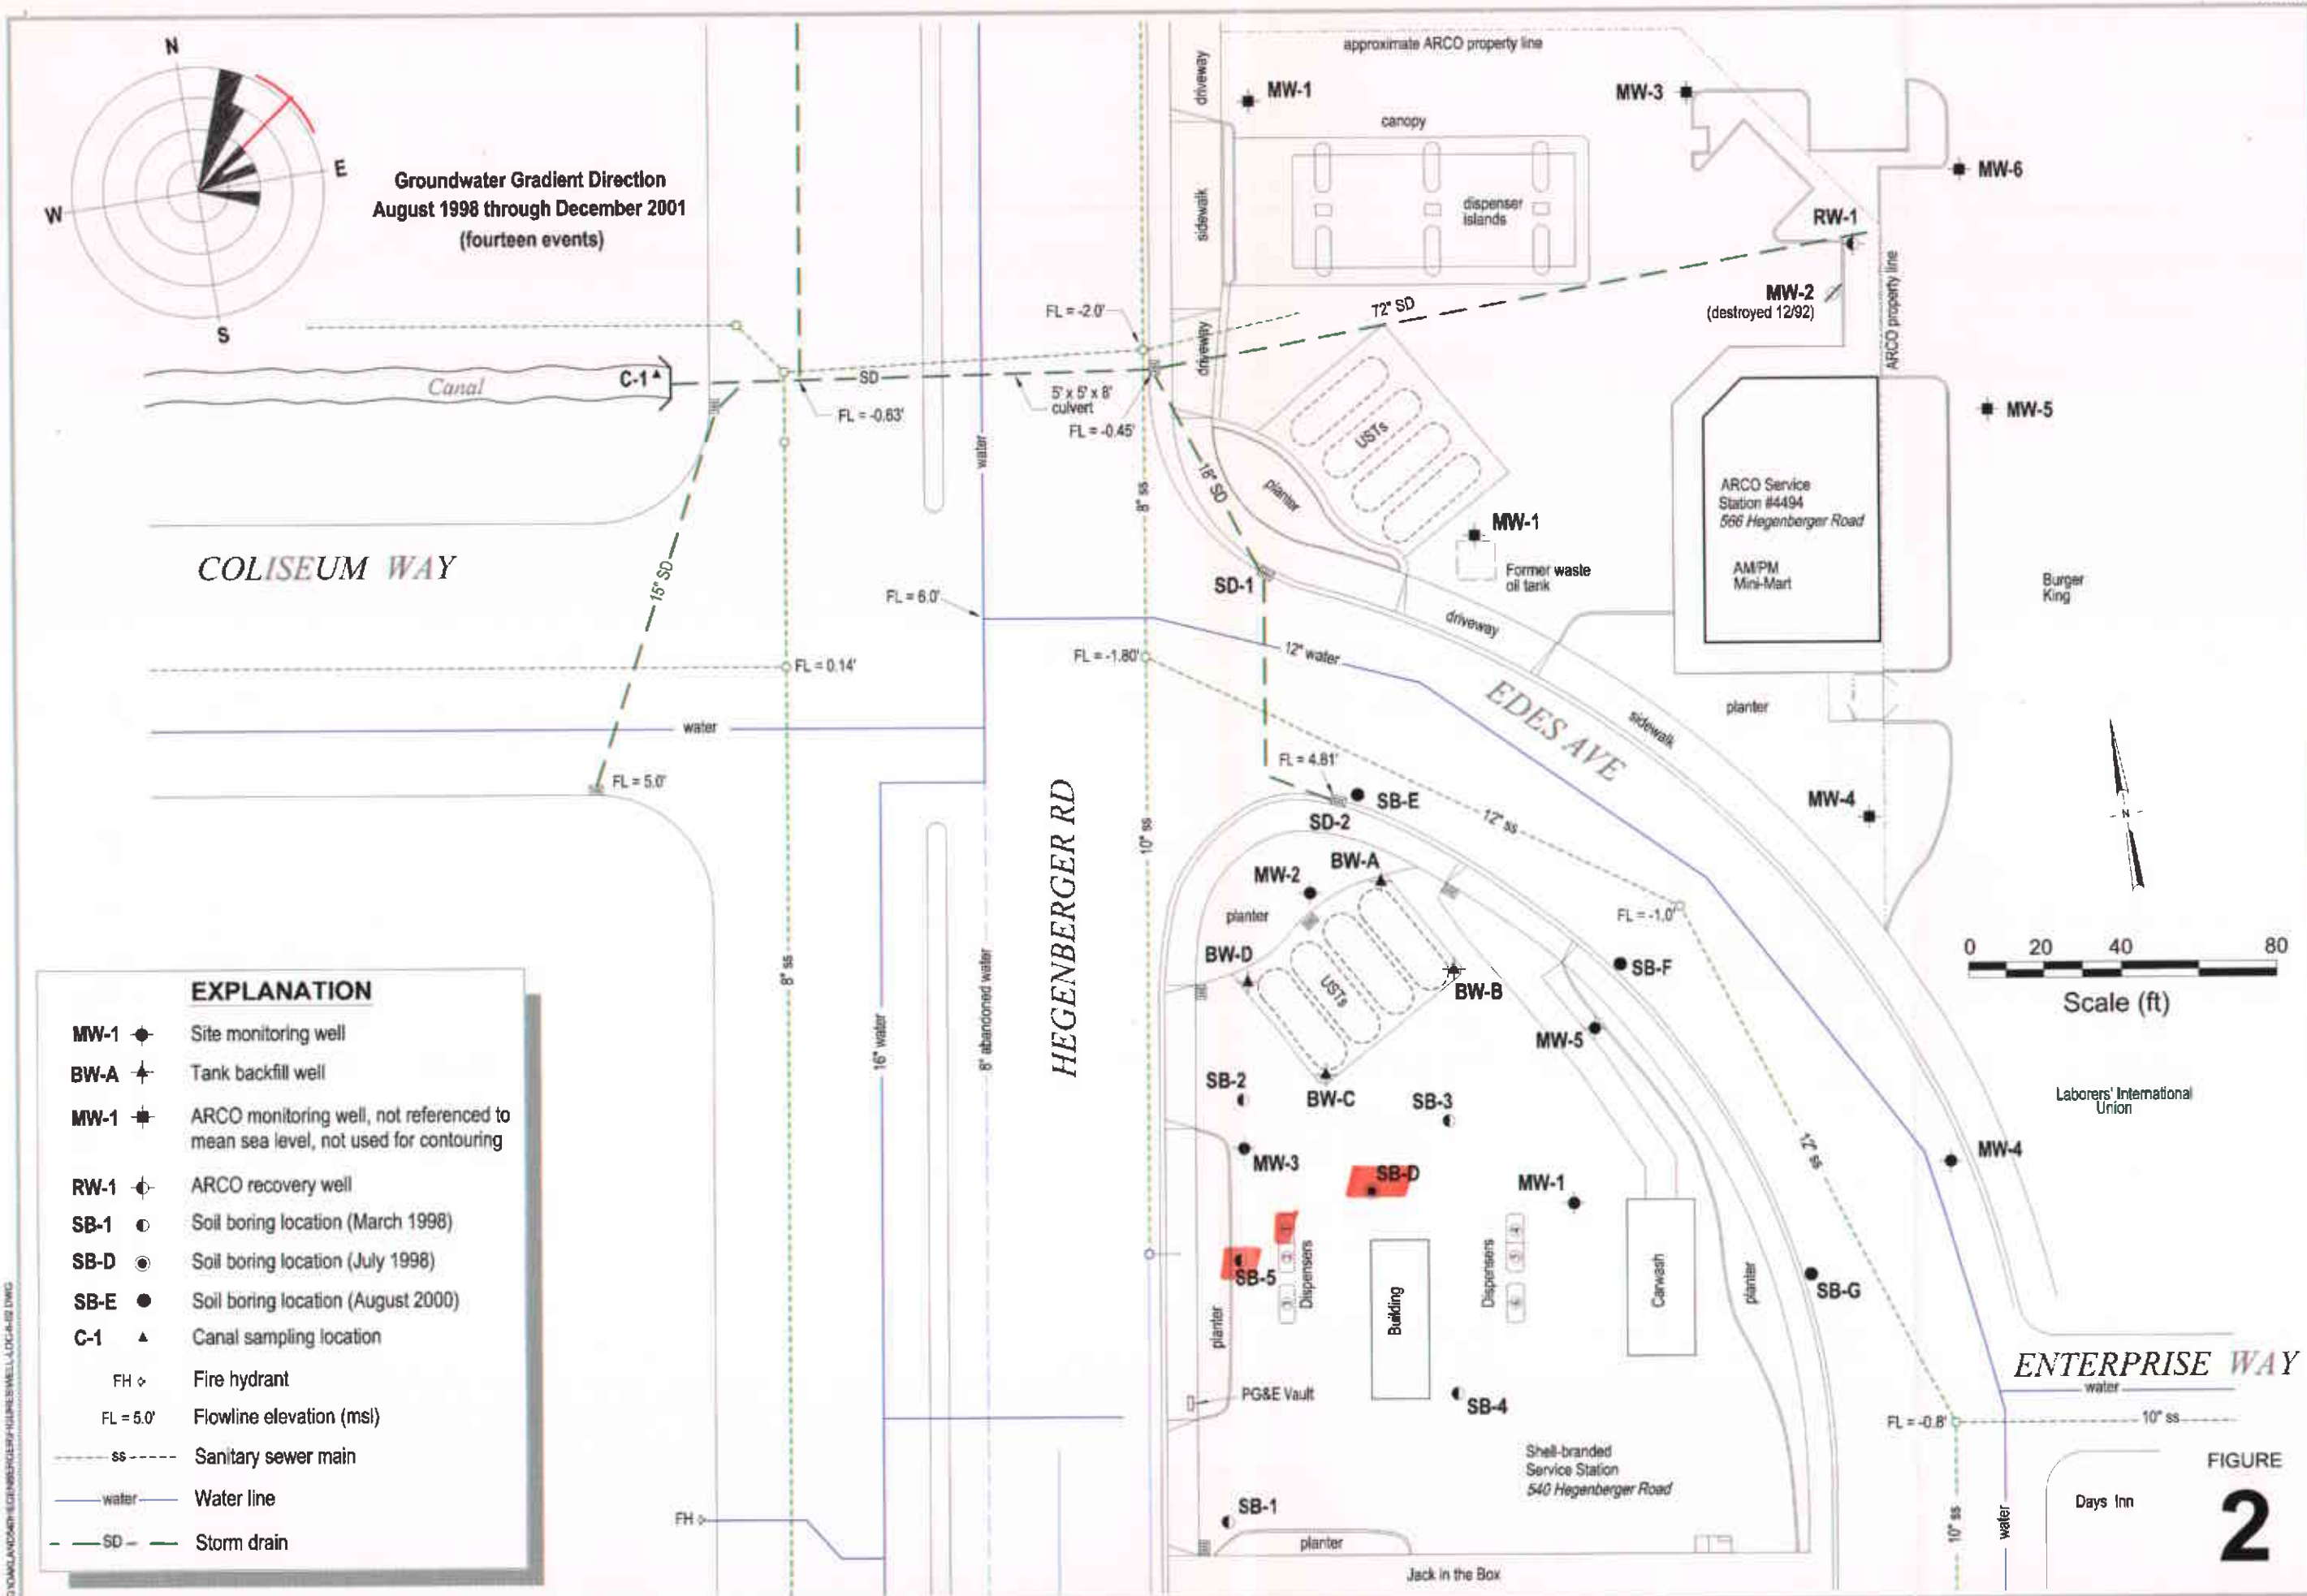 N
E
W
S
Groundwater Gradient Direction
August 1998 through December 2001
(fourteen events)
approximate ARCO property line
driveway
MW-1
MW-3
canopy
MW-6
sidewalk
dispenser
islands
RW-1
FL = -2.0'
72" SD
MW-2
(destroyed 12/92)
ARCO property line
driveway
Canal
C-1
SD
5' x 5' x 8'
culvert
FL = -0.63'
FL = -0.45'
MW-5
water
USTs
18" SD
planter
8" ss
ARCO Service
Station #4494
566 Hegenberger Road
AM/PM
Mini-Mart
MW-1
Former waste
oil tank
COLISEUM WAY
15" SD
SD-1
Burger
King
FL = 6.0'
driveway
FL = 0.14'
FL = -1.80'
12" water
EDES AVE
sidewalk
planter
water
FL = 5.0'
FL = 4.81'
SB-E
SD-2
12" ss
MW-4
N
HEGENBERGER RD
10" ss
BW-A
MW-2
planter
FL = -1.0'
BW-D
USTs
BW-B
SB-F
0 20 40 80
Scale (ft)
8" ss
16" water
8" abandoned water
MW-5
SB-2
BW-C
SB-3
Laborers' International
Union
MW-3
SB-D
MW-1
12" ss
MW-4
1
2
3
Dispensers
SB-5
Building
Dispensers
4
5
6
Carwash
planter
SB-G
planter
PG&E Vault
SB-4
ENTERPRISE WAY
water
FL = -0.8'
10" ss
Shell-branded
Service Station
540 Hegenberger Road
SB-1
FH
planter
Jack in the Box
10" ss
water
Days Inn
FIGURE
2
EXPLANATION
MW-1 Site monitoring well
BW-A Tank backfill well
MW-1 ARCO monitoring well, not referenced to
mean sea level, not used for contouring
RW-1 ARCO recovery well
SB-1 Soil boring location (March 1998)
SB-D Soil boring location (July 1998)
SB-E Soil boring location (August 2000)
C-1 Canal sampling location
FH Fire hydrant
FL = 5.0' Flowline elevation (msl)
ss Sanitary sewer main
water Water line
SD Storm drain